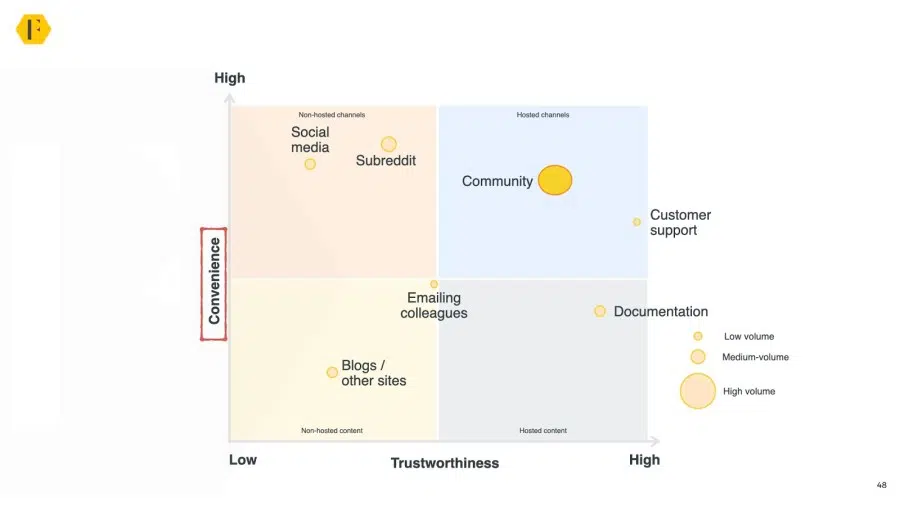 F
High
Non-hosted channels
Hosted channels
Social
media
Subreddit
Community
Customer
support
Convenience
Emailing
colleagues
Documentation
Low volume
Blogs /
other sites
Medium-volume
High volume
Non-hosted content
Hosted content
Low
Trustworthiness
High
48